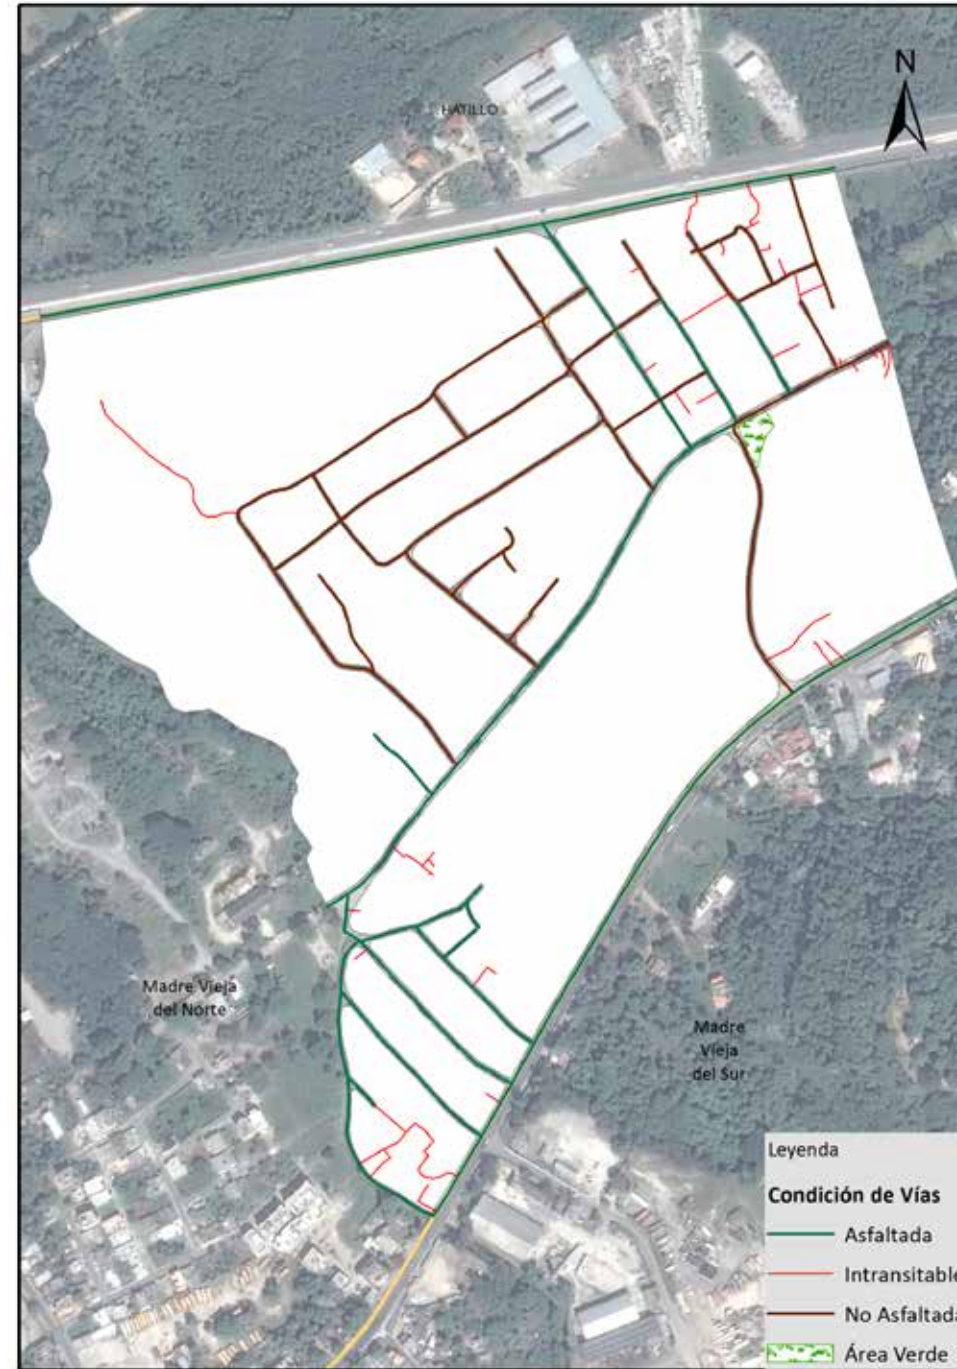 N
HATILLO
Madre Vieja
del Norte
Madre
Vieja
del Sur
Leyenda
Condición de Vías
Asfaltada
Intransitable
No Asfaltada
Área Verde